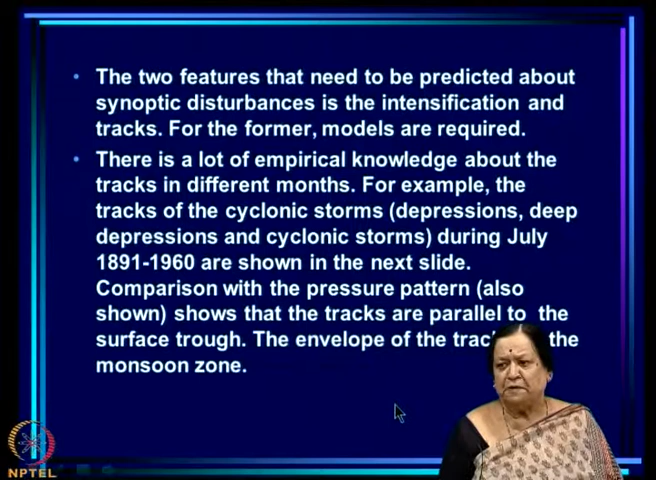 • The two features that need to be predicted about
synoptic disturbances is the intensification and
tracks. For the former, models are required.
• There is a lot of empirical knowledge about the
tracks in different months. For example, the
tracks of the cyclonic storms (depressions, deep
depressions and cyclonic storms) during July
1891-1960 are shown in the next slide.
Comparison with the pressure pattern (also
shown) shows that the tracks are parallel to the
surface trough. The envelope of the the
monsoon zone.
NPTEL